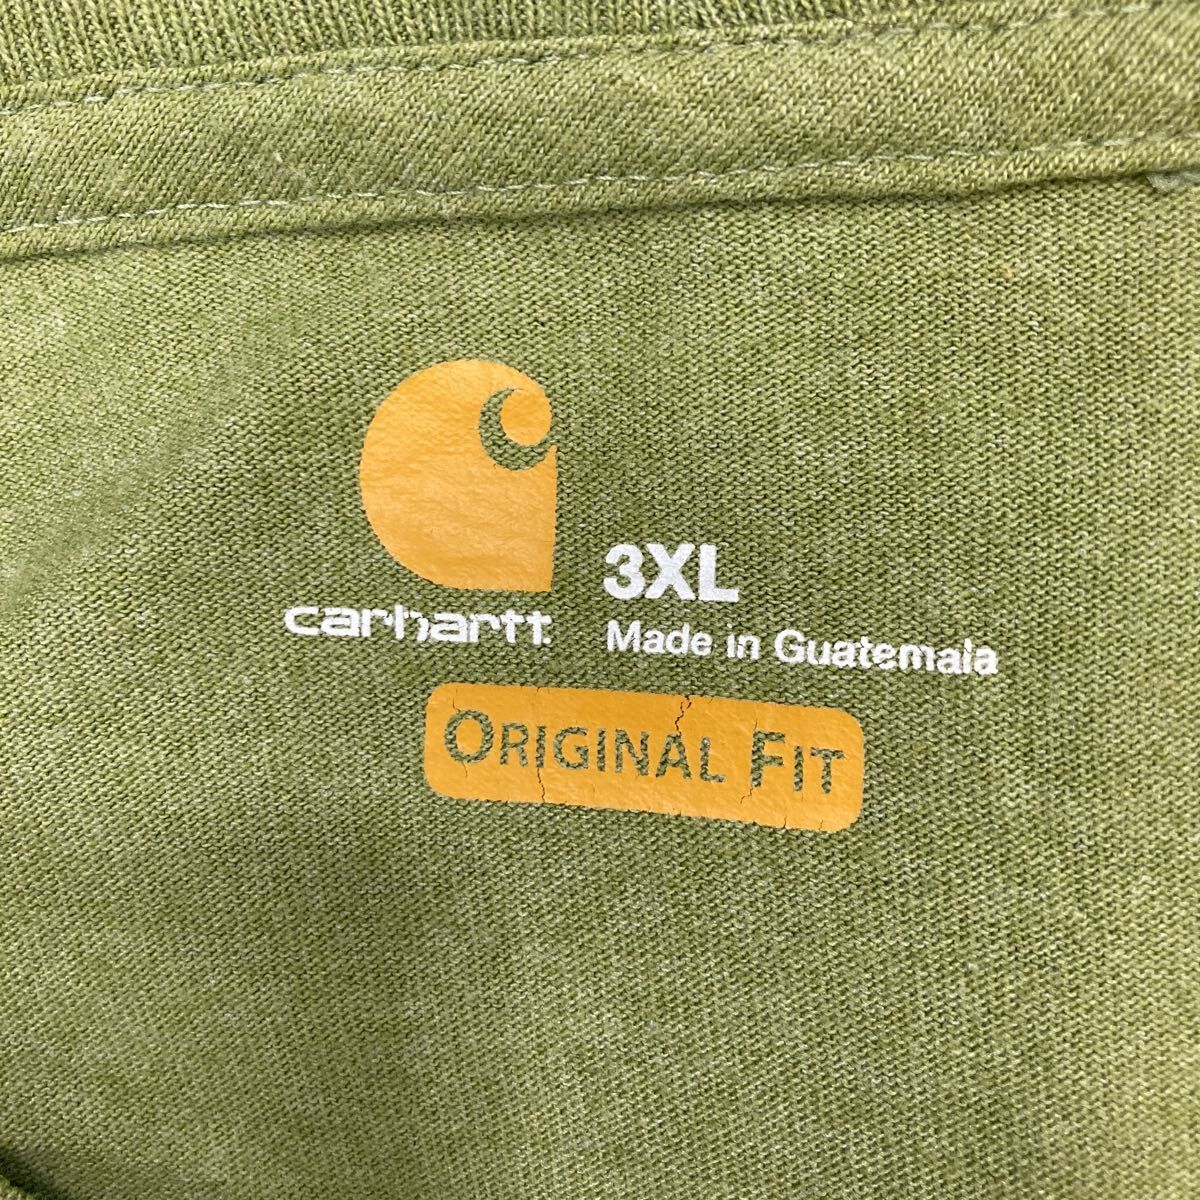 carhartt
3XL
Made in Guatemala
ORIGINAL FIT